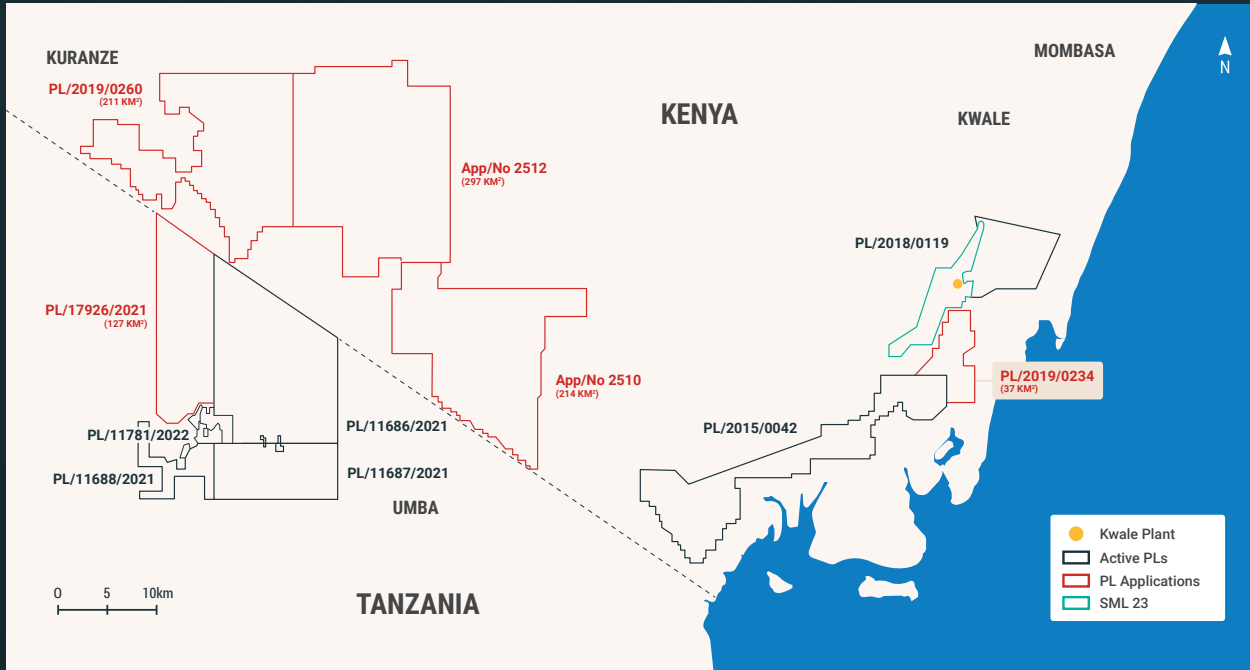 KURANZE
PL/2019/0260
(211 KM²)
MOMBASA
N
KENYA
KWALE
App/No 2512
(297 KM²)
PL/2018/0119
PL/17926/2021
(127 KM²)
App/No 2510
(214 KM²)
PL/2019/0234
(37 KM²)
PL/11781/2022
PL/11686/2021
PL/2015/0042
PL/11688/2021
PL/11687/2021
UMBA
TANZANIA
0 5 10km
Kwale Plant
Active PLs
PL Applications
SML 23